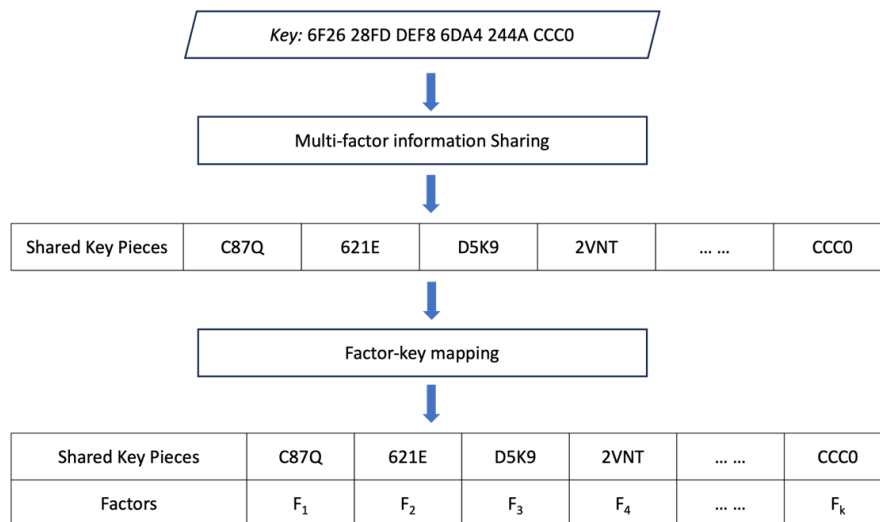 Key: 6F26 28FD DEF8 6DA4 244A CCC0
Multi-factor information Sharing
Shared Key Pieces C87Q 621E D5K9 2VNT ... ... CCC0
Factor-key mapping
Shared Key Pieces C87Q 621E D5K9 2VNT ... ... CCC0
Factors F₁ F₂ F₃ F₄ ... ... Fₖ